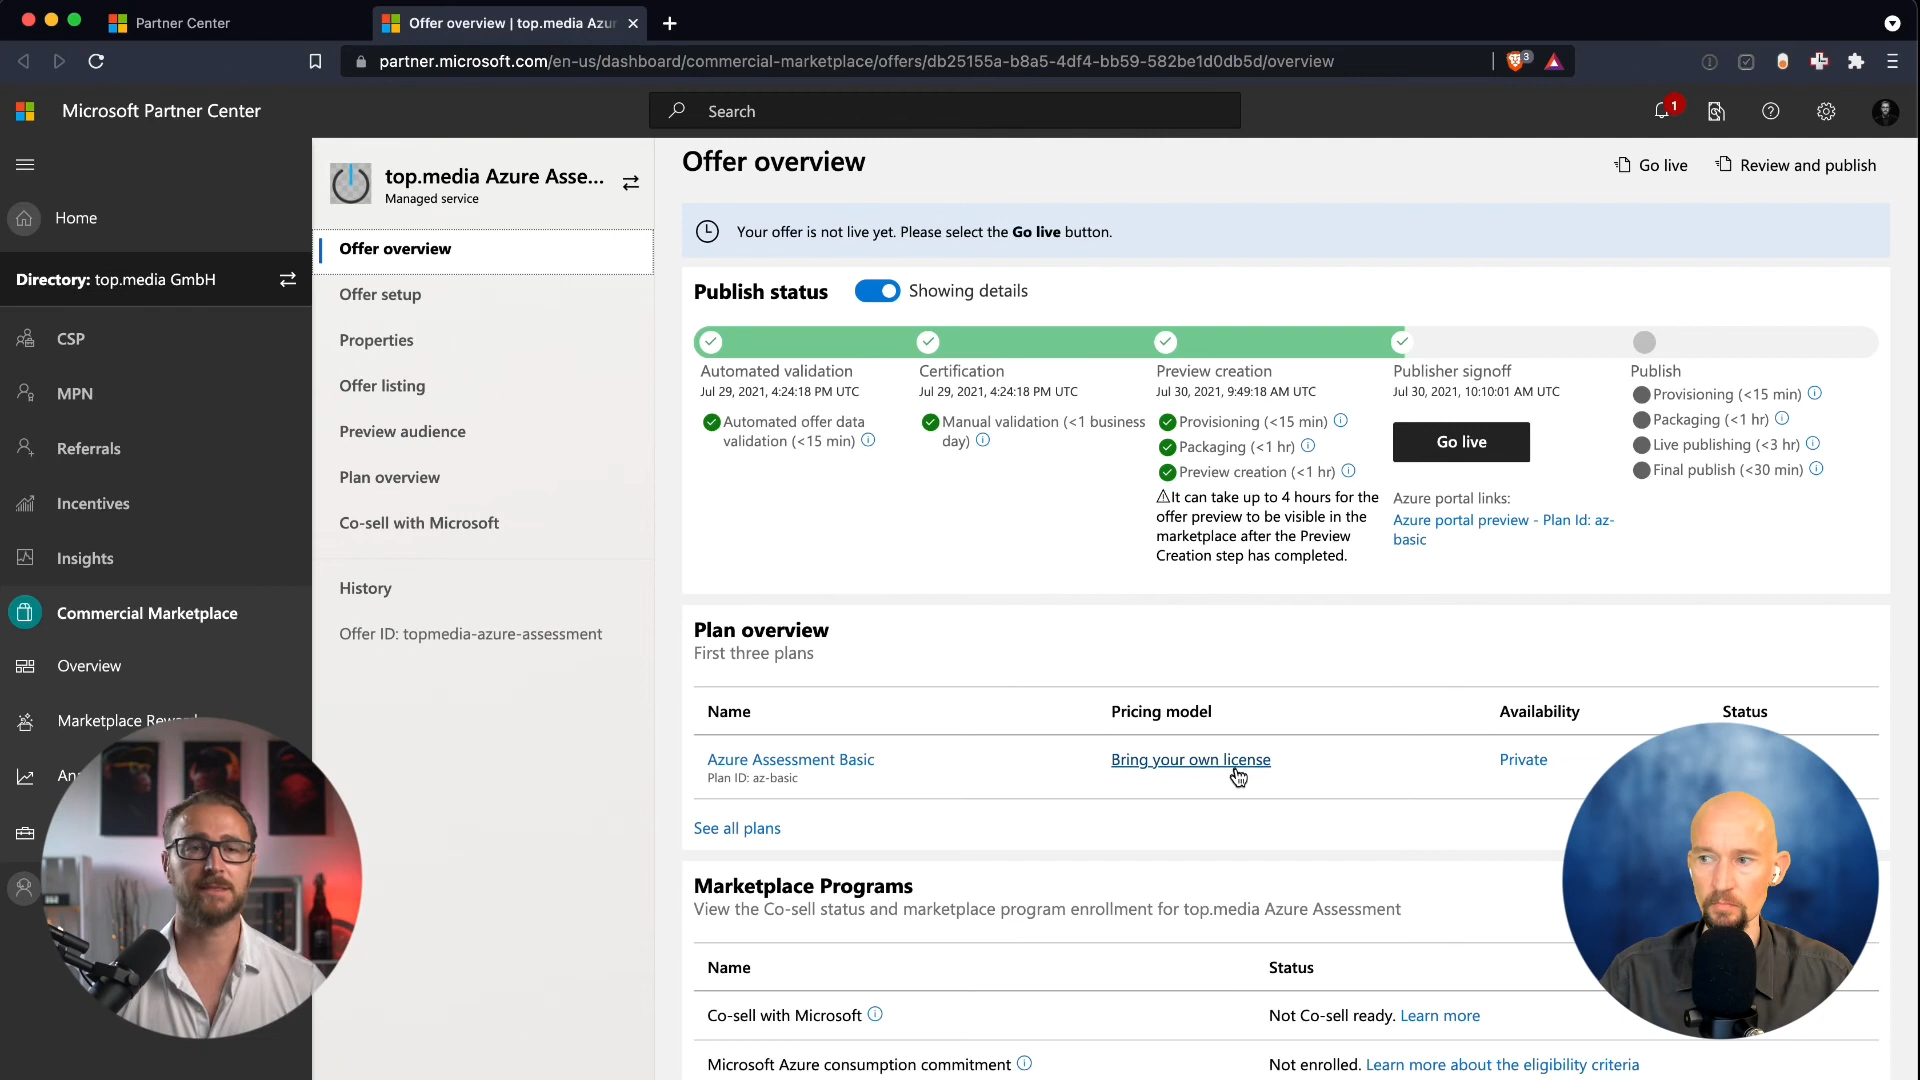 Partner Center
Offer overview | top.media Azur
partner.microsoft.com/en-us/dashboard/commercial-marketplace/offers/db25155a-b8a5-4df4-bb59-582be1d0db5d/overview
3
Microsoft Partner Center
Search
1
Home
Directory: top.media GmbH
CSP
MPN
Referrals
Incentives
Insights
Commercial Marketplace
Overview
Marketplace
top.media Azure Asse...
Managed service
Offer overview
Offer setup
Properties
Offer listing
Preview audience
Plan overview
Co-sell with Microsoft
History
Offer ID: topmedia-azure-assessment
Offer overview
Go live
Review and publish
Your offer is not live yet. Please select the Go live button.
Publish status
Showing details
Automated validation
Jul 29, 2021, 4:24:18 PM UTC
Automated offer data
validation (<15 min)
Certification
Jul 29, 2021, 4:24:18 PM UTC
Manual validation (<1 business
day)
Preview creation
Jul 30, 2021, 9:49:18 AM UTC
Provisioning (<15 min)
Packaging (<1 hr)
Preview creation (<1 hr)
It can take up to 4 hours for the
offer preview to be visible in the
marketplace after the Preview
Creation step has completed.
Publisher signoff
Jul 30, 2021, 10:10:01 AM UTC
Go live
Azure portal links:
Azure portal preview - Plan Id: az-
basic
Publish
Provisioning (<15 min)
Packaging (<1 hr)
Live publishing (<3 hr)
Final publish (<30 min)
Plan overview
First three plans
Name Pricing model Availability Status
Azure Assessment Basic Bring your own license Private
Plan ID: az-basic
See all plans
Marketplace Programs
View the Co-sell status and marketplace program enrollment for top.media Azure Assessment
Name Status
Co-sell with Microsoft Not Co-sell ready. Learn more
Microsoft Azure consumption commitment Not enrolled. Learn more about the eligibility criteria